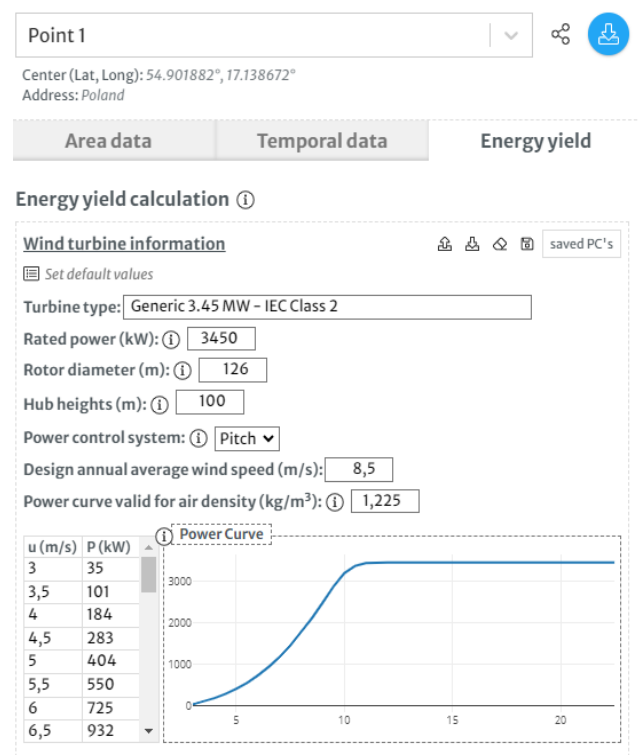 Point 1
Center (Lat, Long): 54.901882°, 17.138672°
Address: Poland
Area data Temporal data Energy yield
Energy yield calculation
Wind turbine information saved PC's
Set default values
Turbine type: Generic 3.45 MW - IEC Class 2
Rated power (kW): 3450
Rotor diameter (m): 126
Hub heights (m): 100
Power control system: Pitch
Design annual average wind speed (m/s): 8,5
Power curve valid for air density (kg/m³): 1,225
Power Curve
u (m/s) P (kW)
3 35
3,5 101
4 184
4,5 283
5 404
5,5 550
6 725
6,5 932
3000
2000
1000
0
5 10 15 20